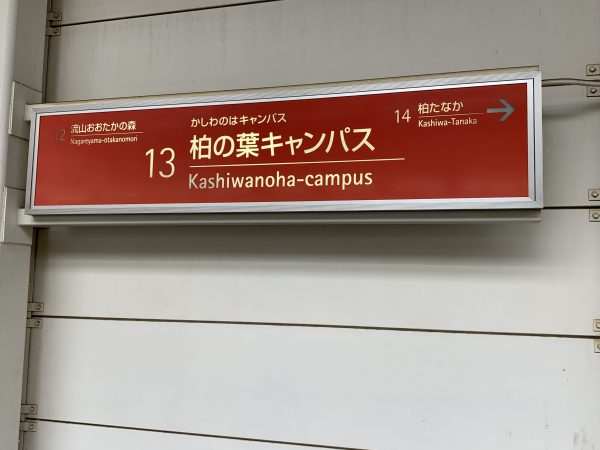 12 流山おおたかの森
Nagareyama-otakanomori
かしわのはキャンパス
13 柏の葉キャンパス
Kashiwanoha-campus
14 柏たなか
Kashiwa-Tanaka